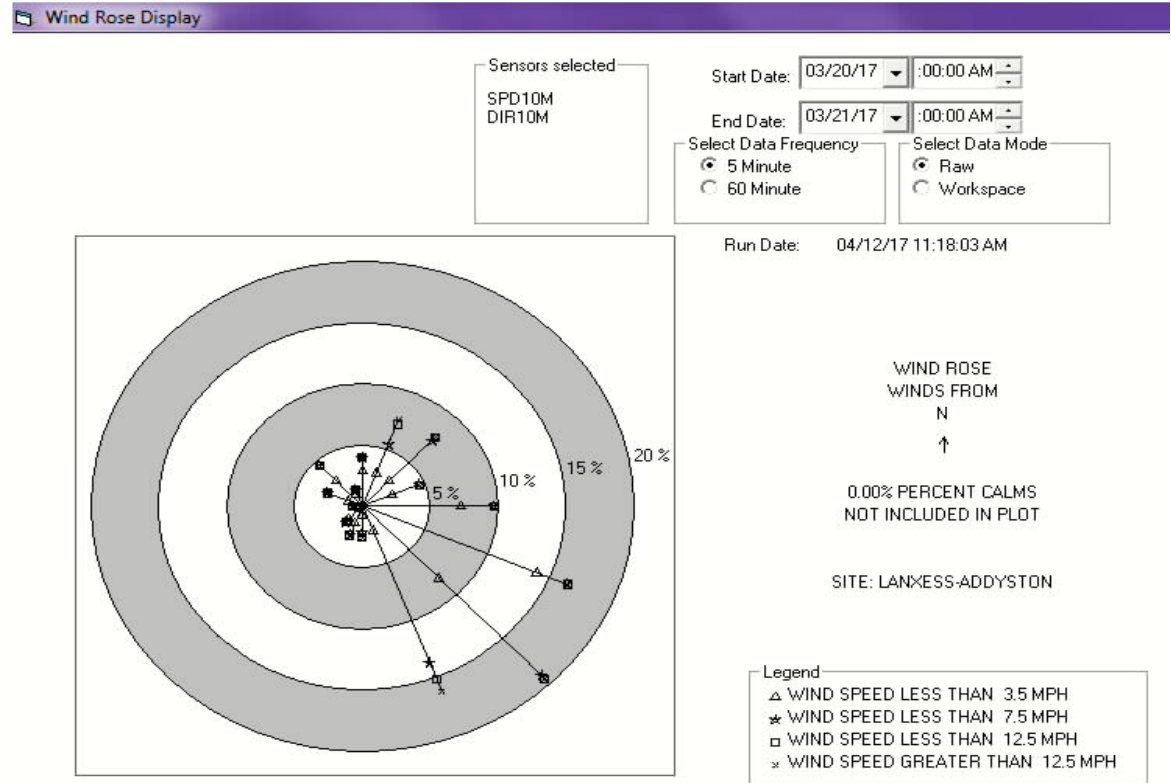 Wind Rose Display
Sensors selected
SPD10M
DIR10M
Start Date: 03/20/17 :00:00 AM
End Date: 03/21/17 :00:00 AM
Select Data Frequency
5 Minute
60 Minute
Select Data Mode
Raw
Workspace
Run Date: 04/12/17 11:18:03 AM
5 %
10 %
15 %
20 %
WIND ROSE
WINDS FROM
N
0.00% PERCENT CALMS
NOT INCLUDED IN PLOT
SITE: LANXESS-ADDYSTON
Legend
WIND SPEED LESS THAN 3.5 MPH
WIND SPEED LESS THAN 7.5 MPH
WIND SPEED LESS THAN 12.5 MPH
WIND SPEED GREATER THAN 12.5 MPH